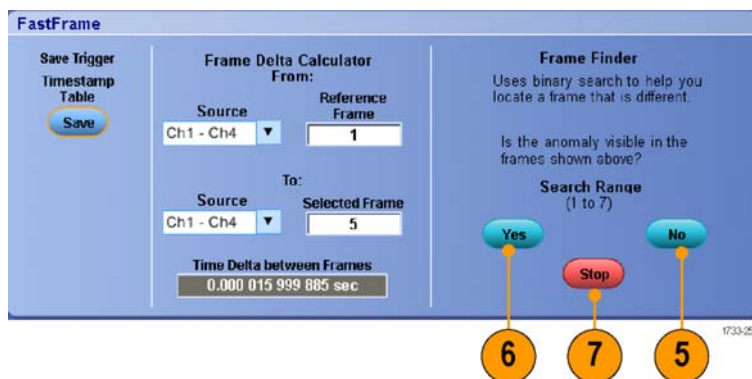 FastFrame
Save Trigger
Timestamp
Table
Save
Frame Delta Calculator
From:
Source
Reference
Frame
Ch1 - Ch4
1
To:
Source
Selected Frame
Ch1 - Ch4
5
Time Delta between Frames
0.000 015 999 885 sec
Frame Finder
Uses binary search to help you
locate a frame that is different.
Is the anomaly visible in the
frames shown above?
Search Range
(1 to 7)
Yes
No
Stop
6
7
5